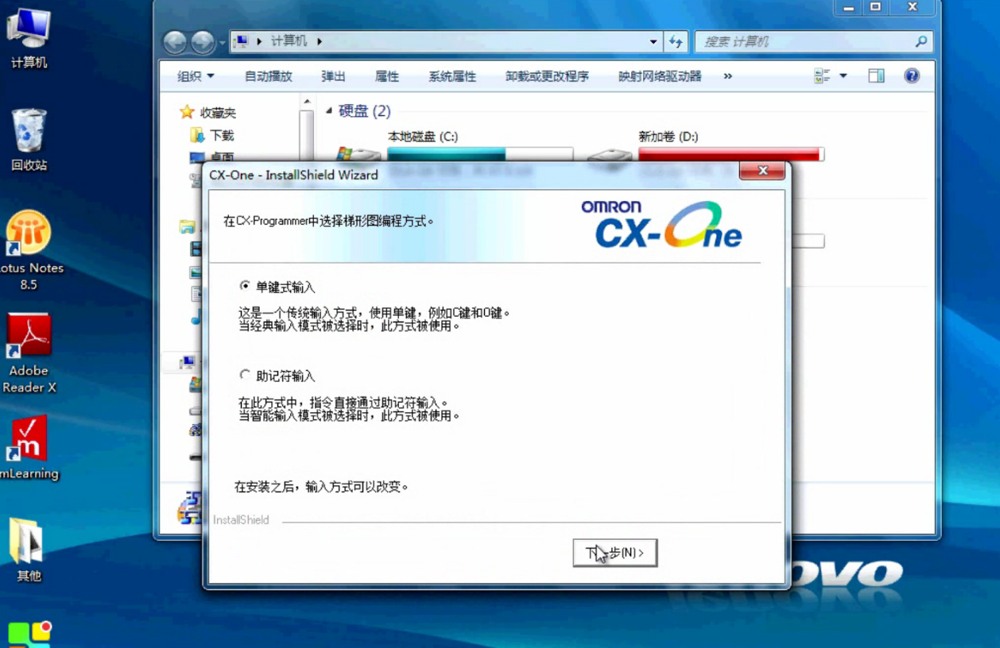 计算机
回收站
otus Notes
8.5
Adobe
Reader X
mLearning
其他
计算机
搜索 计算机
组织
自动播放
弹出
属性
系统属性
卸载或更改程序
映射网络驱动器
»
收藏夹
下载
桌面
硬盘 (2)
本地磁盘 (C:)
新加卷 (D:)
CX-One - InstallShield Wizard
在CX-Programmer中选择梯形图编程方式。
OMRON
CX-One
单键式输入
这是一个传统输入方式，使用单键，例如C键和O键。
当经典输入模式被选择时，此方式被使用。
助记符输入
在此方式中，指令直接通过助记符输入。
当智能输入模式被选择时，此方式被使用。
在安装之后，输入方式可以改变。
InstallShield
下一步(N) >
ovo